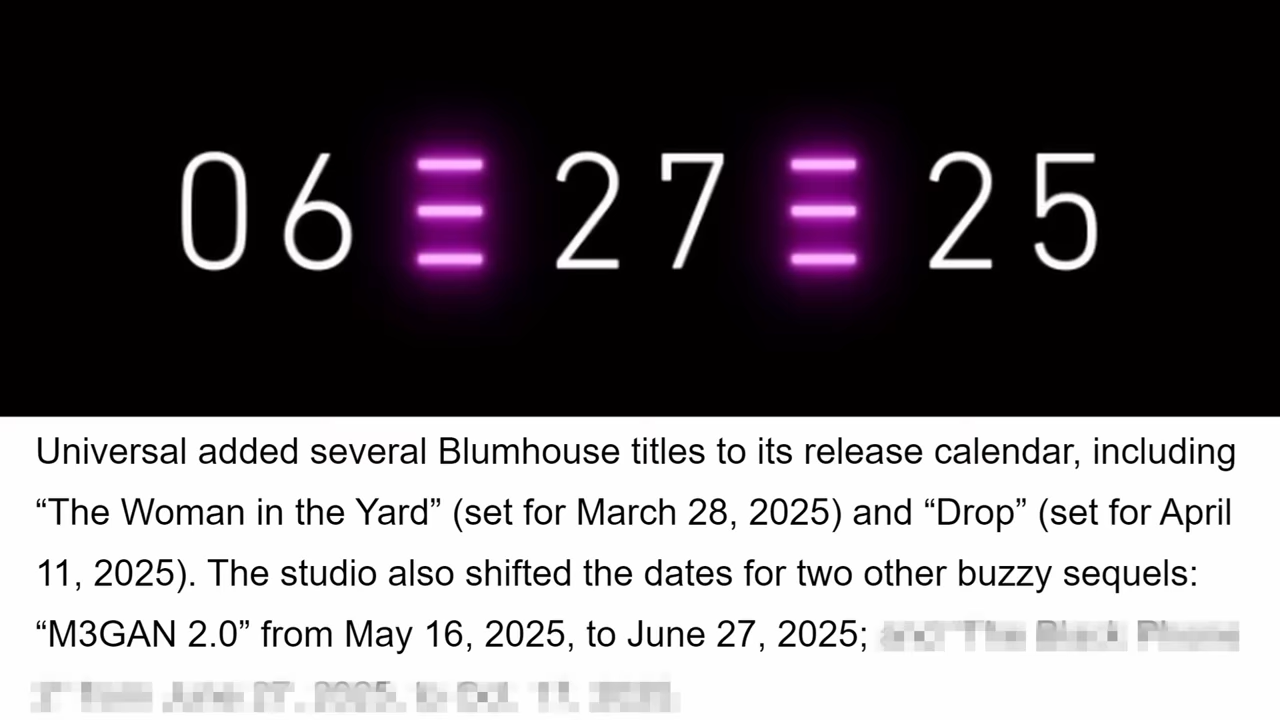 06 27 25
Universal added several Blumhouse titles to its release calendar, including
“The Woman in the Yard” (set for March 28, 2025) and “Drop” (set for April
11, 2025). The studio also shifted the dates for two other buzzy sequels:
“M3GAN 2.0” from May 16, 2025, to June 27, 2025;